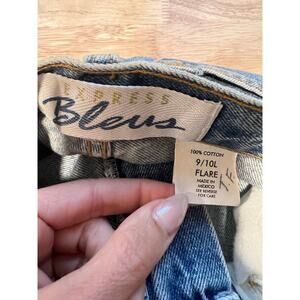 EXPRESS
Bleus
100% COTTON
9/10L
FLARE
MADE IN
MEXICO
SEE REVERSE
FOR CARE